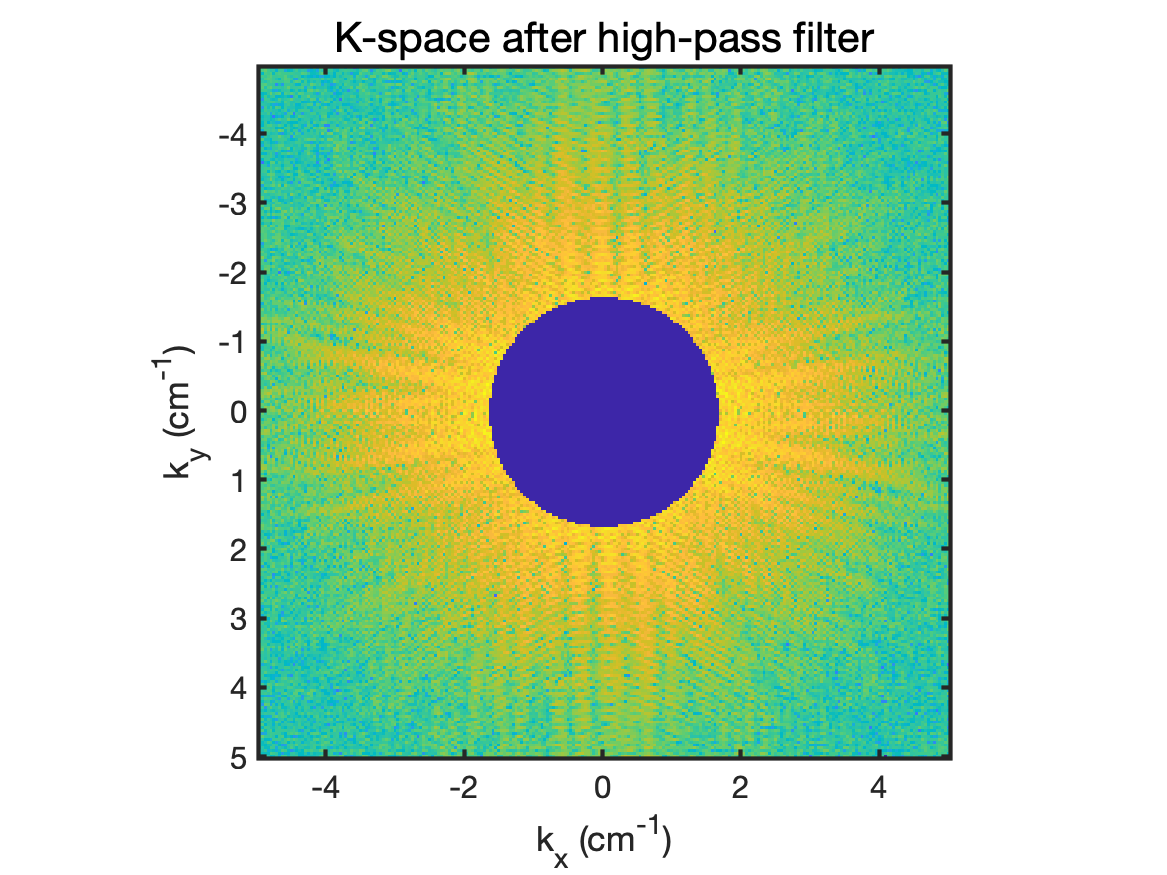 K-space after high-pass filter
-4
-3
-2
-1
0
1
2
3
4
5
k_y (cm^-1)
-4 -2 0 2 4
k_x (cm^-1)